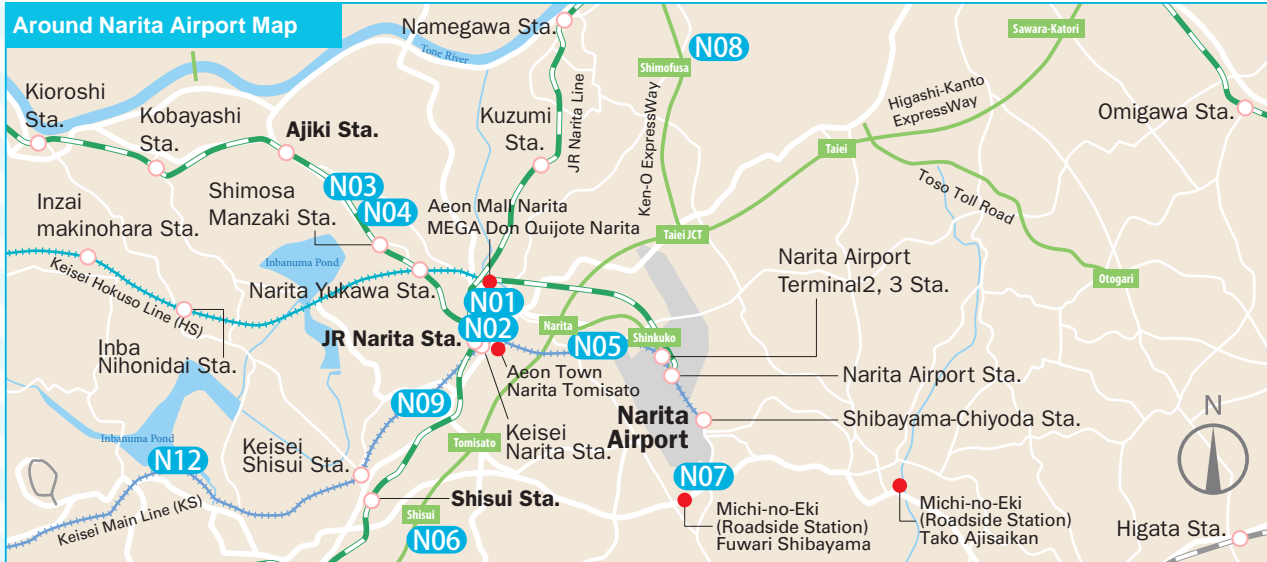 Around Narita Airport Map
Namegawa Sta.
Tone River
N08
Sawara-Katori
Shimofusa
Kioroshi
Sta.
Kobayashi
Sta.
Ajiki Sta.
Kuzumi
Sta.
JR Narita Line
Ken-O ExpressWay
Higashi-Kanto
ExpressWay
Omigawa Sta.
Taiei
Toso Toll Road
N03
N04
Shimosa
Manzaki Sta.
Inzai
makinohara Sta.
Aeon Mall Narita
MEGA Don Quijote Narita
Taiei JCT
Inbanuma Pond
Keisei Hokuso Line (HS)
Narita Yukawa Sta.
Narita Airport
Terminal2, 3 Sta.
Otogari
N01
N02
JR Narita Sta.
Narita
N05
Shinkuko
Inba
Nihonidai Sta.
Aeon Town
Narita Tomisato
Narita Airport Sta.
N09
Narita
Airport
Shibayama-Chiyoda Sta.
Inbanuma Pond
N12
Keisei
Shisui Sta.
Tomisato
Keisei
Narita Sta.
N
N07
Shisui Sta.
Keisei Main Line (KS)
Shisui
N06
Michi-no-Eki
(Roadside Station)
Fuwari Shibayama
Michi-no-Eki
(Roadside Station)
Tako Ajisaikan
Higata Sta.